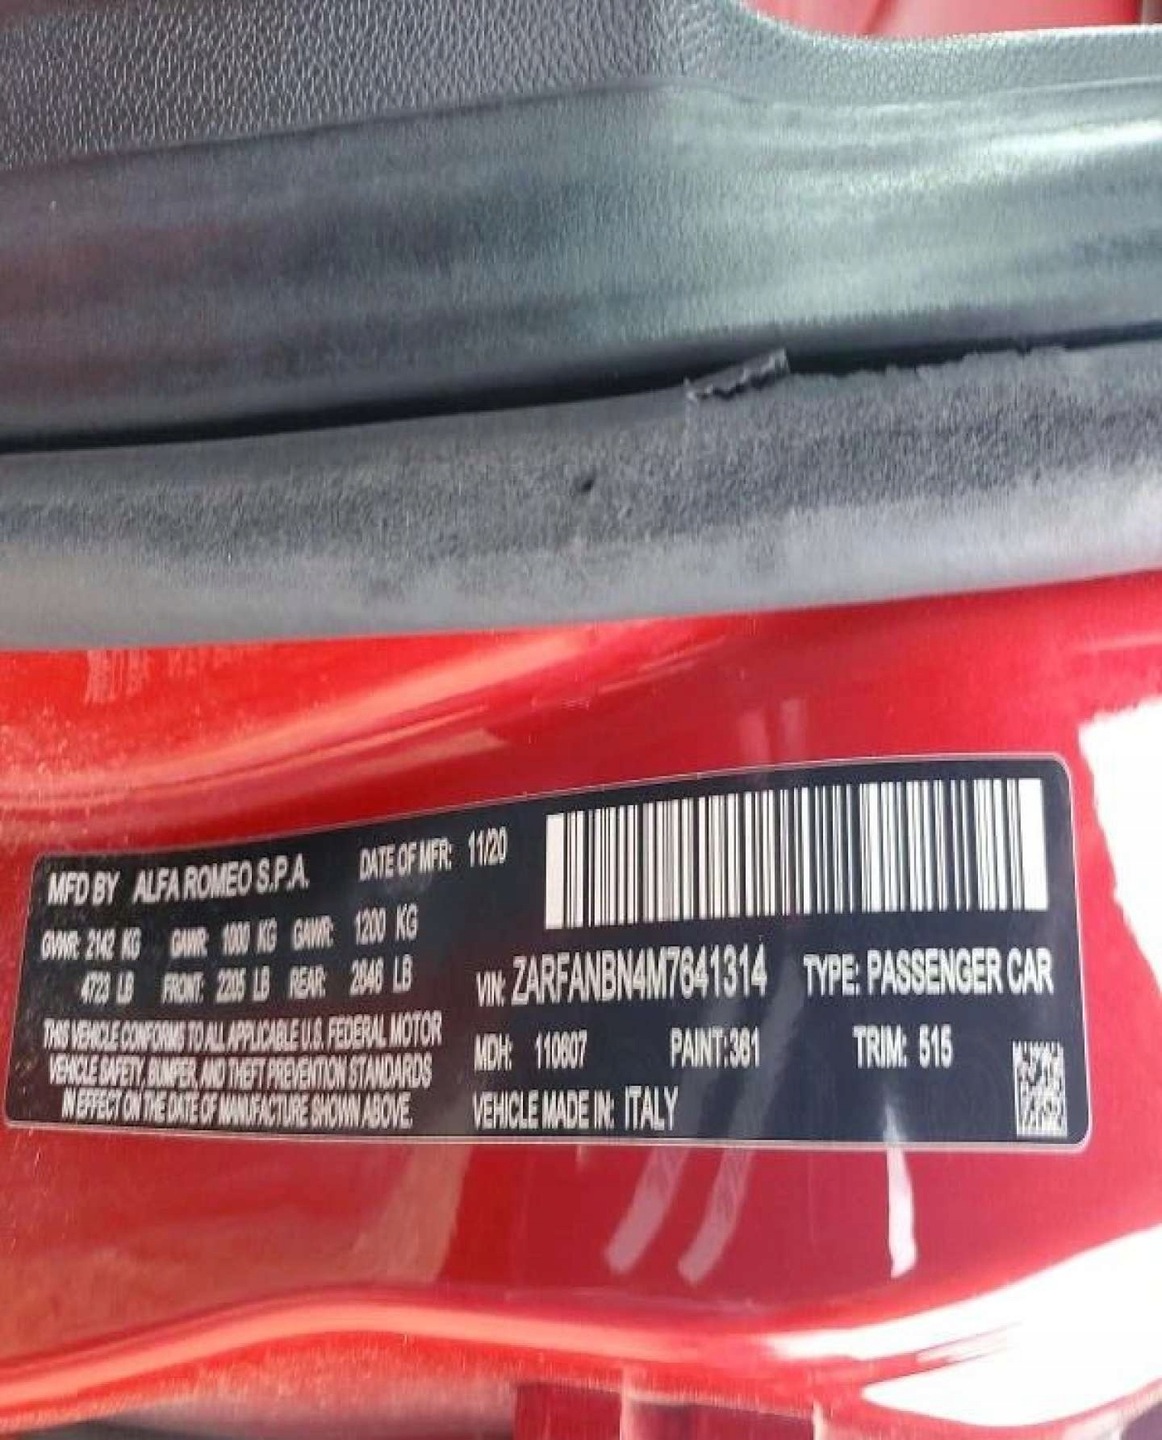 MFD BY ALFA ROMEO S.P.A. DATE OF MFR: 11/20
GVWR: 2142 KG GAWR: 1000 KG GAWR: 1200 KG
4723 LB FRONT: 2205 LB REAR: 2646 LB
THIS VEHICLE CONFORMS TO ALL APPLICABLE U.S. FEDERAL MOTOR
VEHICLE SAFETY, BUMPER, AND THEFT PREVENTION STANDARDS
IN EFFECT ON THE DATE OF MANUFACTURE SHOWN ABOVE.
VIN: ZARFANBN4M7641314 TYPE: PASSENGER CAR
MDH: 110607 PAINT:361 TRIM: 515
VEHICLE MADE IN: ITALY